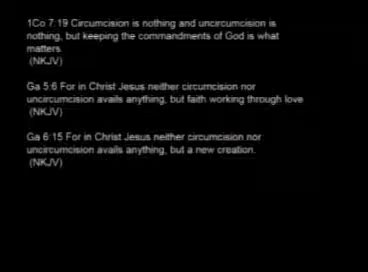 1Co 7:19 Circumcision is nothing and uncircumcision is
nothing, but keeping the commandments of God is what
matters.
(NKJV)
Ga 5:6 For in Christ Jesus neither circumcision nor
uncircumcision avails anything, but faith working through love
(NKJV)
Ga 6:15 For in Christ Jesus neither circumcision nor
uncircumcision avails anything, but a new creation.
(NKJV)